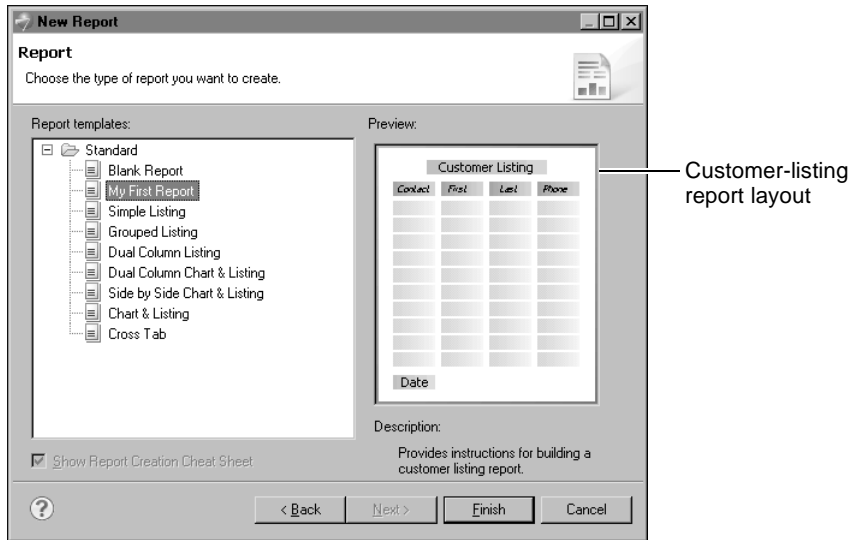 New Report
Report
Choose the type of report you want to create.
Report templates:
Standard
Blank Report
My First Report
Simple Listing
Grouped Listing
Dual Column Listing
Dual Column Chart & Listing
Side by Side Chart & Listing
Chart & Listing
Cross Tab
Show Report Creation Cheat Sheet
Preview:
Customer Listing
Contact First Last Phone
Date
Description:
Provides instructions for building a
customer listing report.
< Back Next > Finish Cancel
Customer-listing
report layout